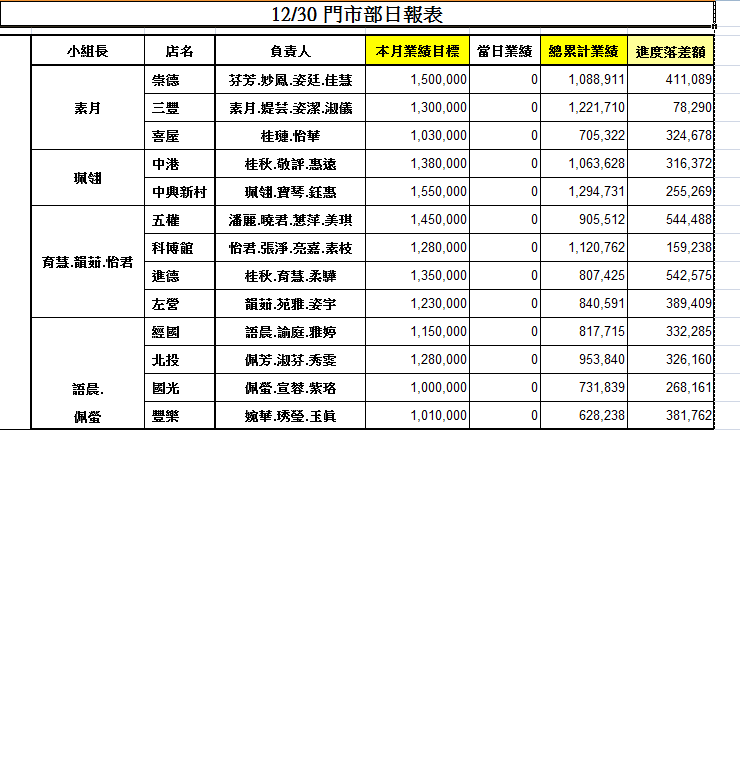 12/30 門市部日報表
小組長 店名 負責人 本月業績目標 當日業績 總累計業績 進度落差額
素月 崇德 芬芳.妙鳳.姿廷.佳慧 1,500,000 0 1,088,911 411,089
三豐 素月.緹芸.姿潔.淑儀 1,300,000 0 1,221,710 78,290
喜屋 桂璉.怡華 1,030,000 0 705,322 324,678
珮翎 中港 桂秋.敬評.惠遠 1,380,000 0 1,063,628 316,372
中興新村 珮翎.寶琴.鈺惠 1,550,000 0 1,294,731 255,269
育慧.韻茹.怡君 五權 潘麗.曉君.萍.美琪 1,450,000 0 905,512 544,488
科博館 怡君.張淨.亮嘉.素枝 1,280,000 0 1,120,762 159,238
進德 桂秋.育慧.柔驊 1,350,000 0 807,425 542,575
左營 韻茹.苑雅.姿宇 1,230,000 0 840,591 389,409
經國 語晨.諭庭.雅婷 1,150,000 0 817,715 332,285
北投 佩芳.淑芬.秀雯 1,280,000 0 953,840 326,160
語晨. 國光 佩螢.宣蓉.紫珞 1,000,000 0 731,839 268,161
佩螢 豐樂 婉華.琇瑩.玉真 1,010,000 0 628,238 381,762